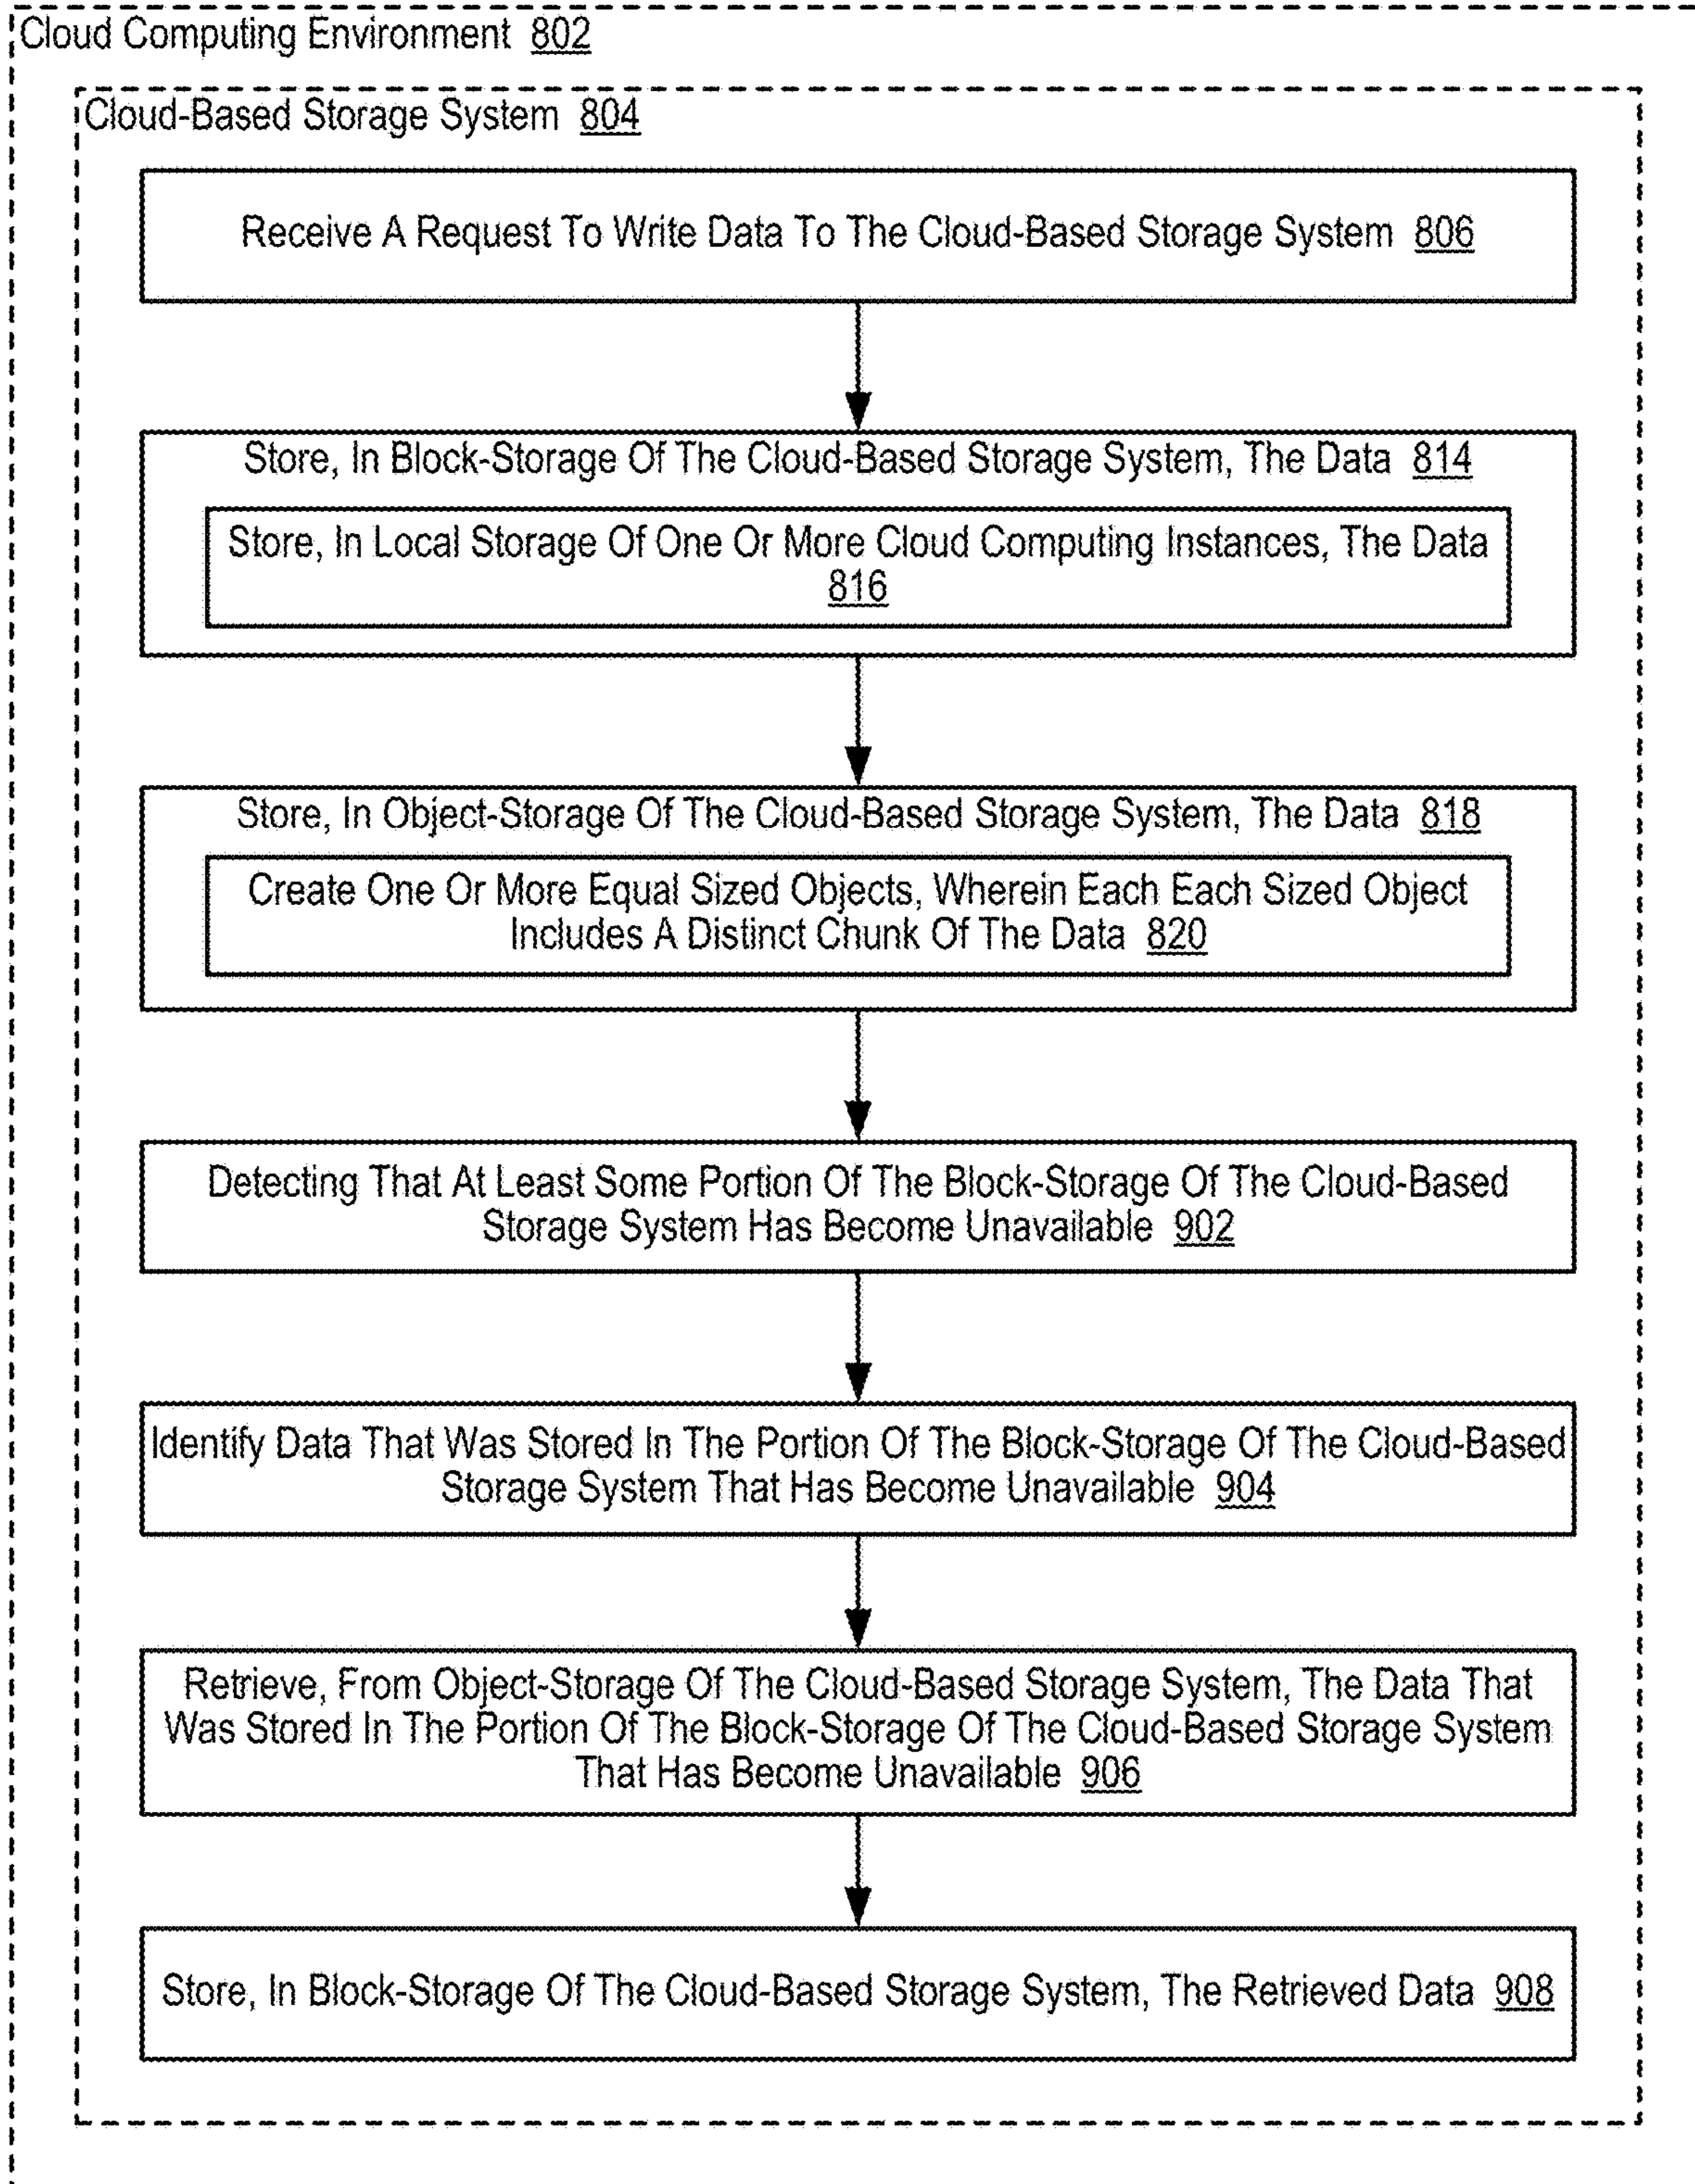 Cloud Computing Environment 802
Cloud-Based Storage System 804
Receive A Request To Write Data To The Cloud-Based Storage System 806
Store, In Block-Storage Of The Cloud-Based Storage System, The Data 814
Store, In Local Storage Of One Or More Cloud Computing Instances, The Data
816
Store, In Object-Storage Of The Cloud-Based Storage System, The Data 818
Create One Or More Equal Sized Objects, Wherein Each Each Sized Object
Includes A Distinct Chunk Of The Data 820
Detecting That At Least Some Portion Of The Block-Storage Of The Cloud-Based
Storage System Has Become Unavailable 902
Identify Data That Was Stored In The Portion Of The Block-Storage Of The Cloud-Based
Storage System That Has Become Unavailable 904
Retrieve, From Object-Storage Of The Cloud-Based Storage System, The Data That
Was Stored In The Portion Of The Block-Storage Of The Cloud-Based Storage System
That Has Become Unavailable 906
Store, In Block-Storage Of The Cloud-Based Storage System, The Retrieved Data 908